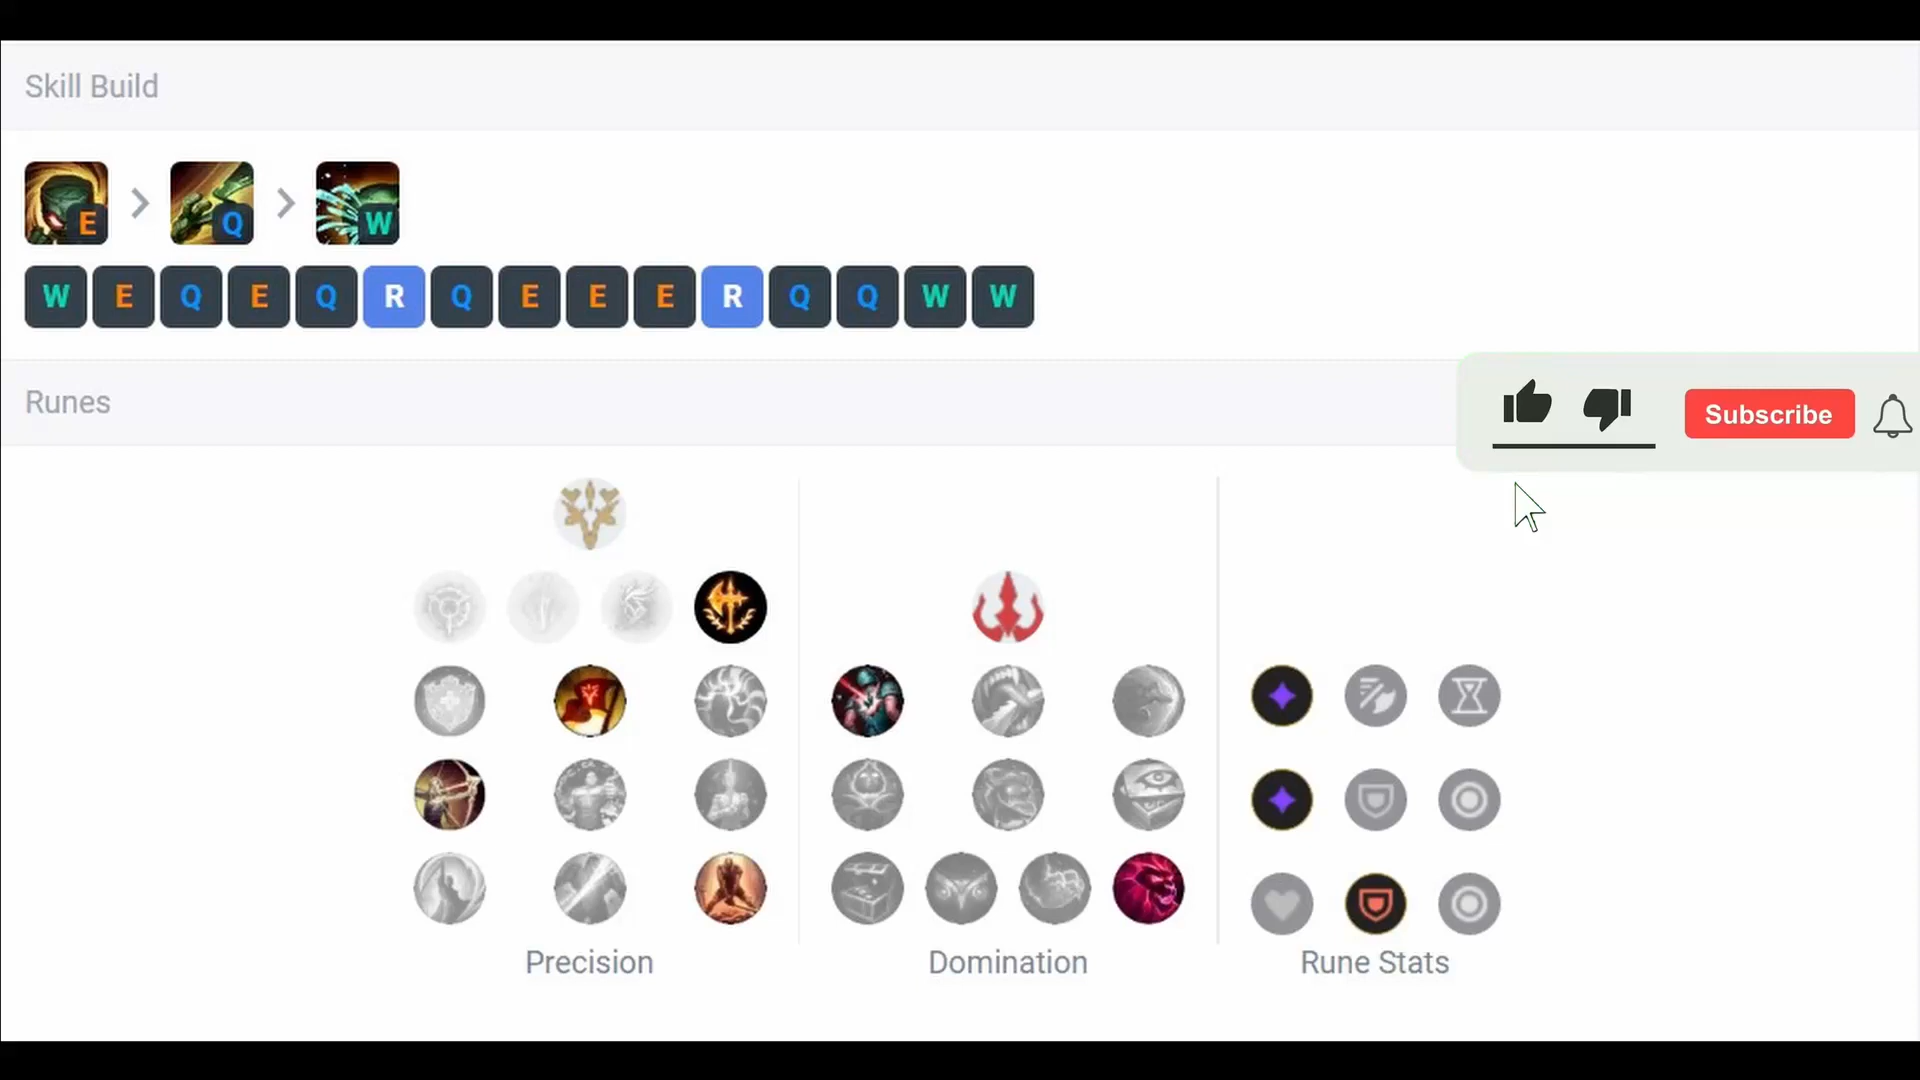 Skill Build
E Q W
W E Q E Q R Q E E E R Q Q W W
Runes
Subscribe
Precision Domination Rune Stats